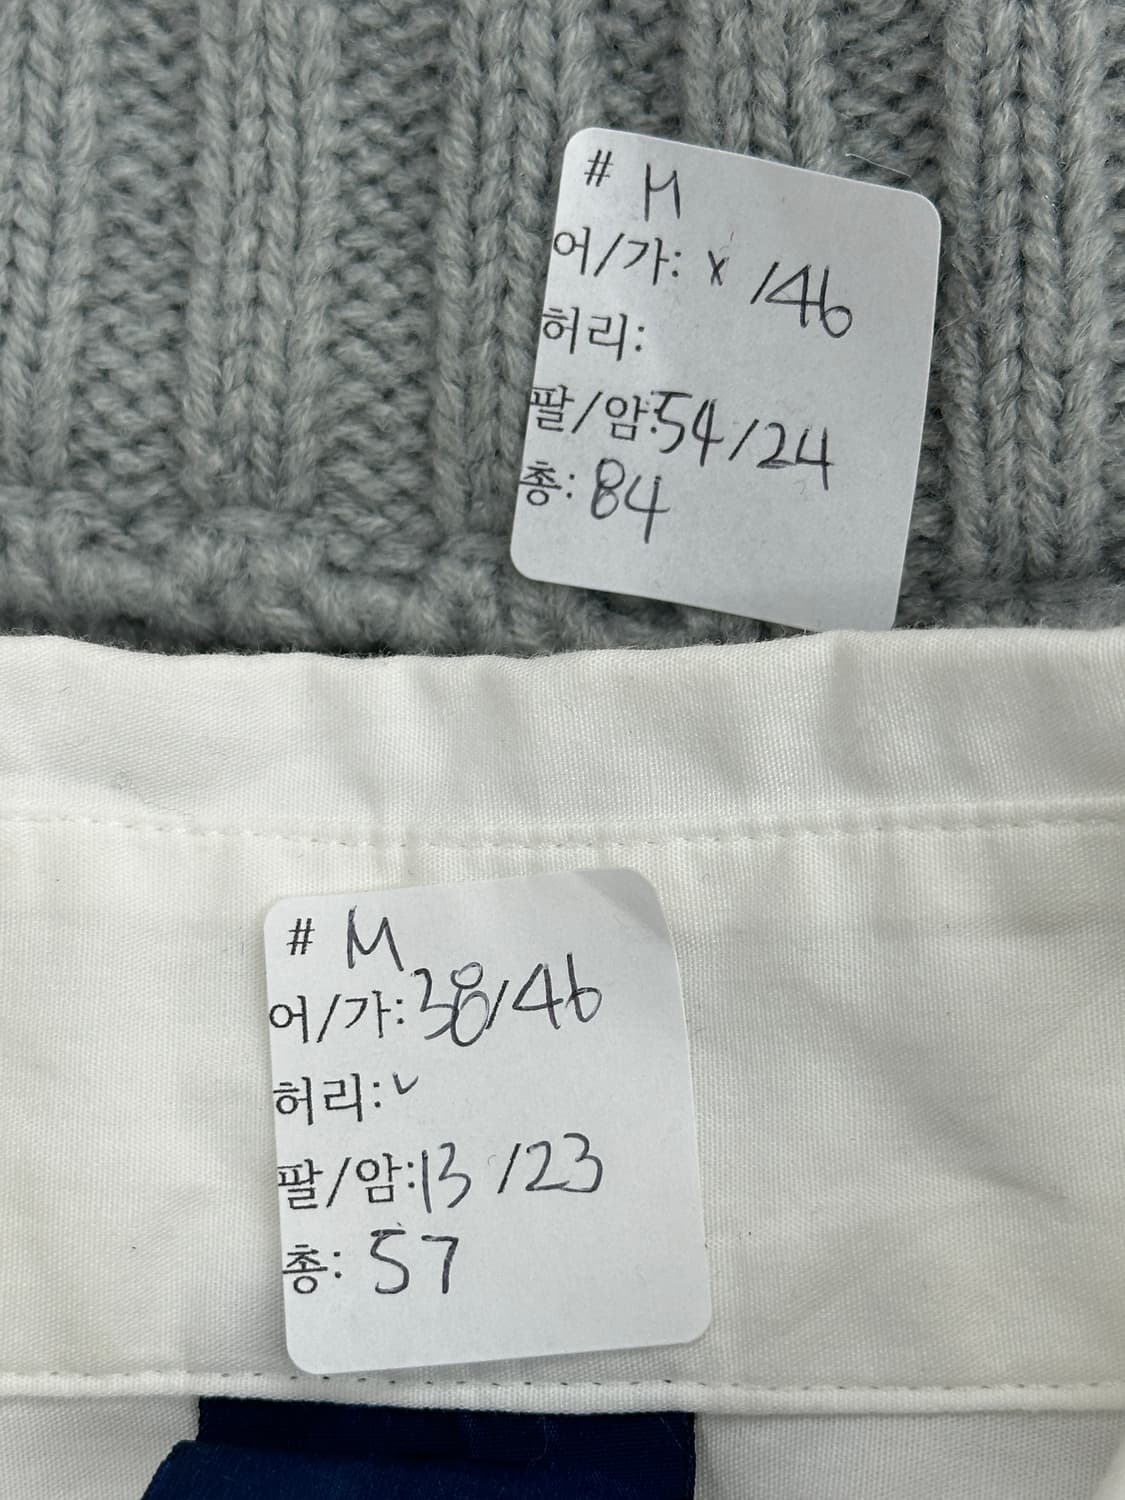 # M
어/가: x /46
허리:
팔/암:54/24
총: 84
# M
어/가:38/46
허리:✓
팔/암:13 /23
총: 57